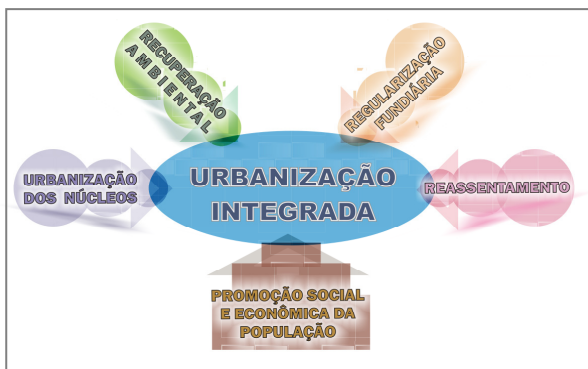 RECUPERAÇÃO
AMBIENTAL
REGULARIZAÇÃO
FUNDIÁRIA
URBANIZAÇÃO
DOS NÚCLEOS
URBANIZAÇÃO
INTEGRADA
REASSENTAMENTO
PROMOÇÃO SOCIAL
E ECONÔMICA DA
POPULAÇÃO